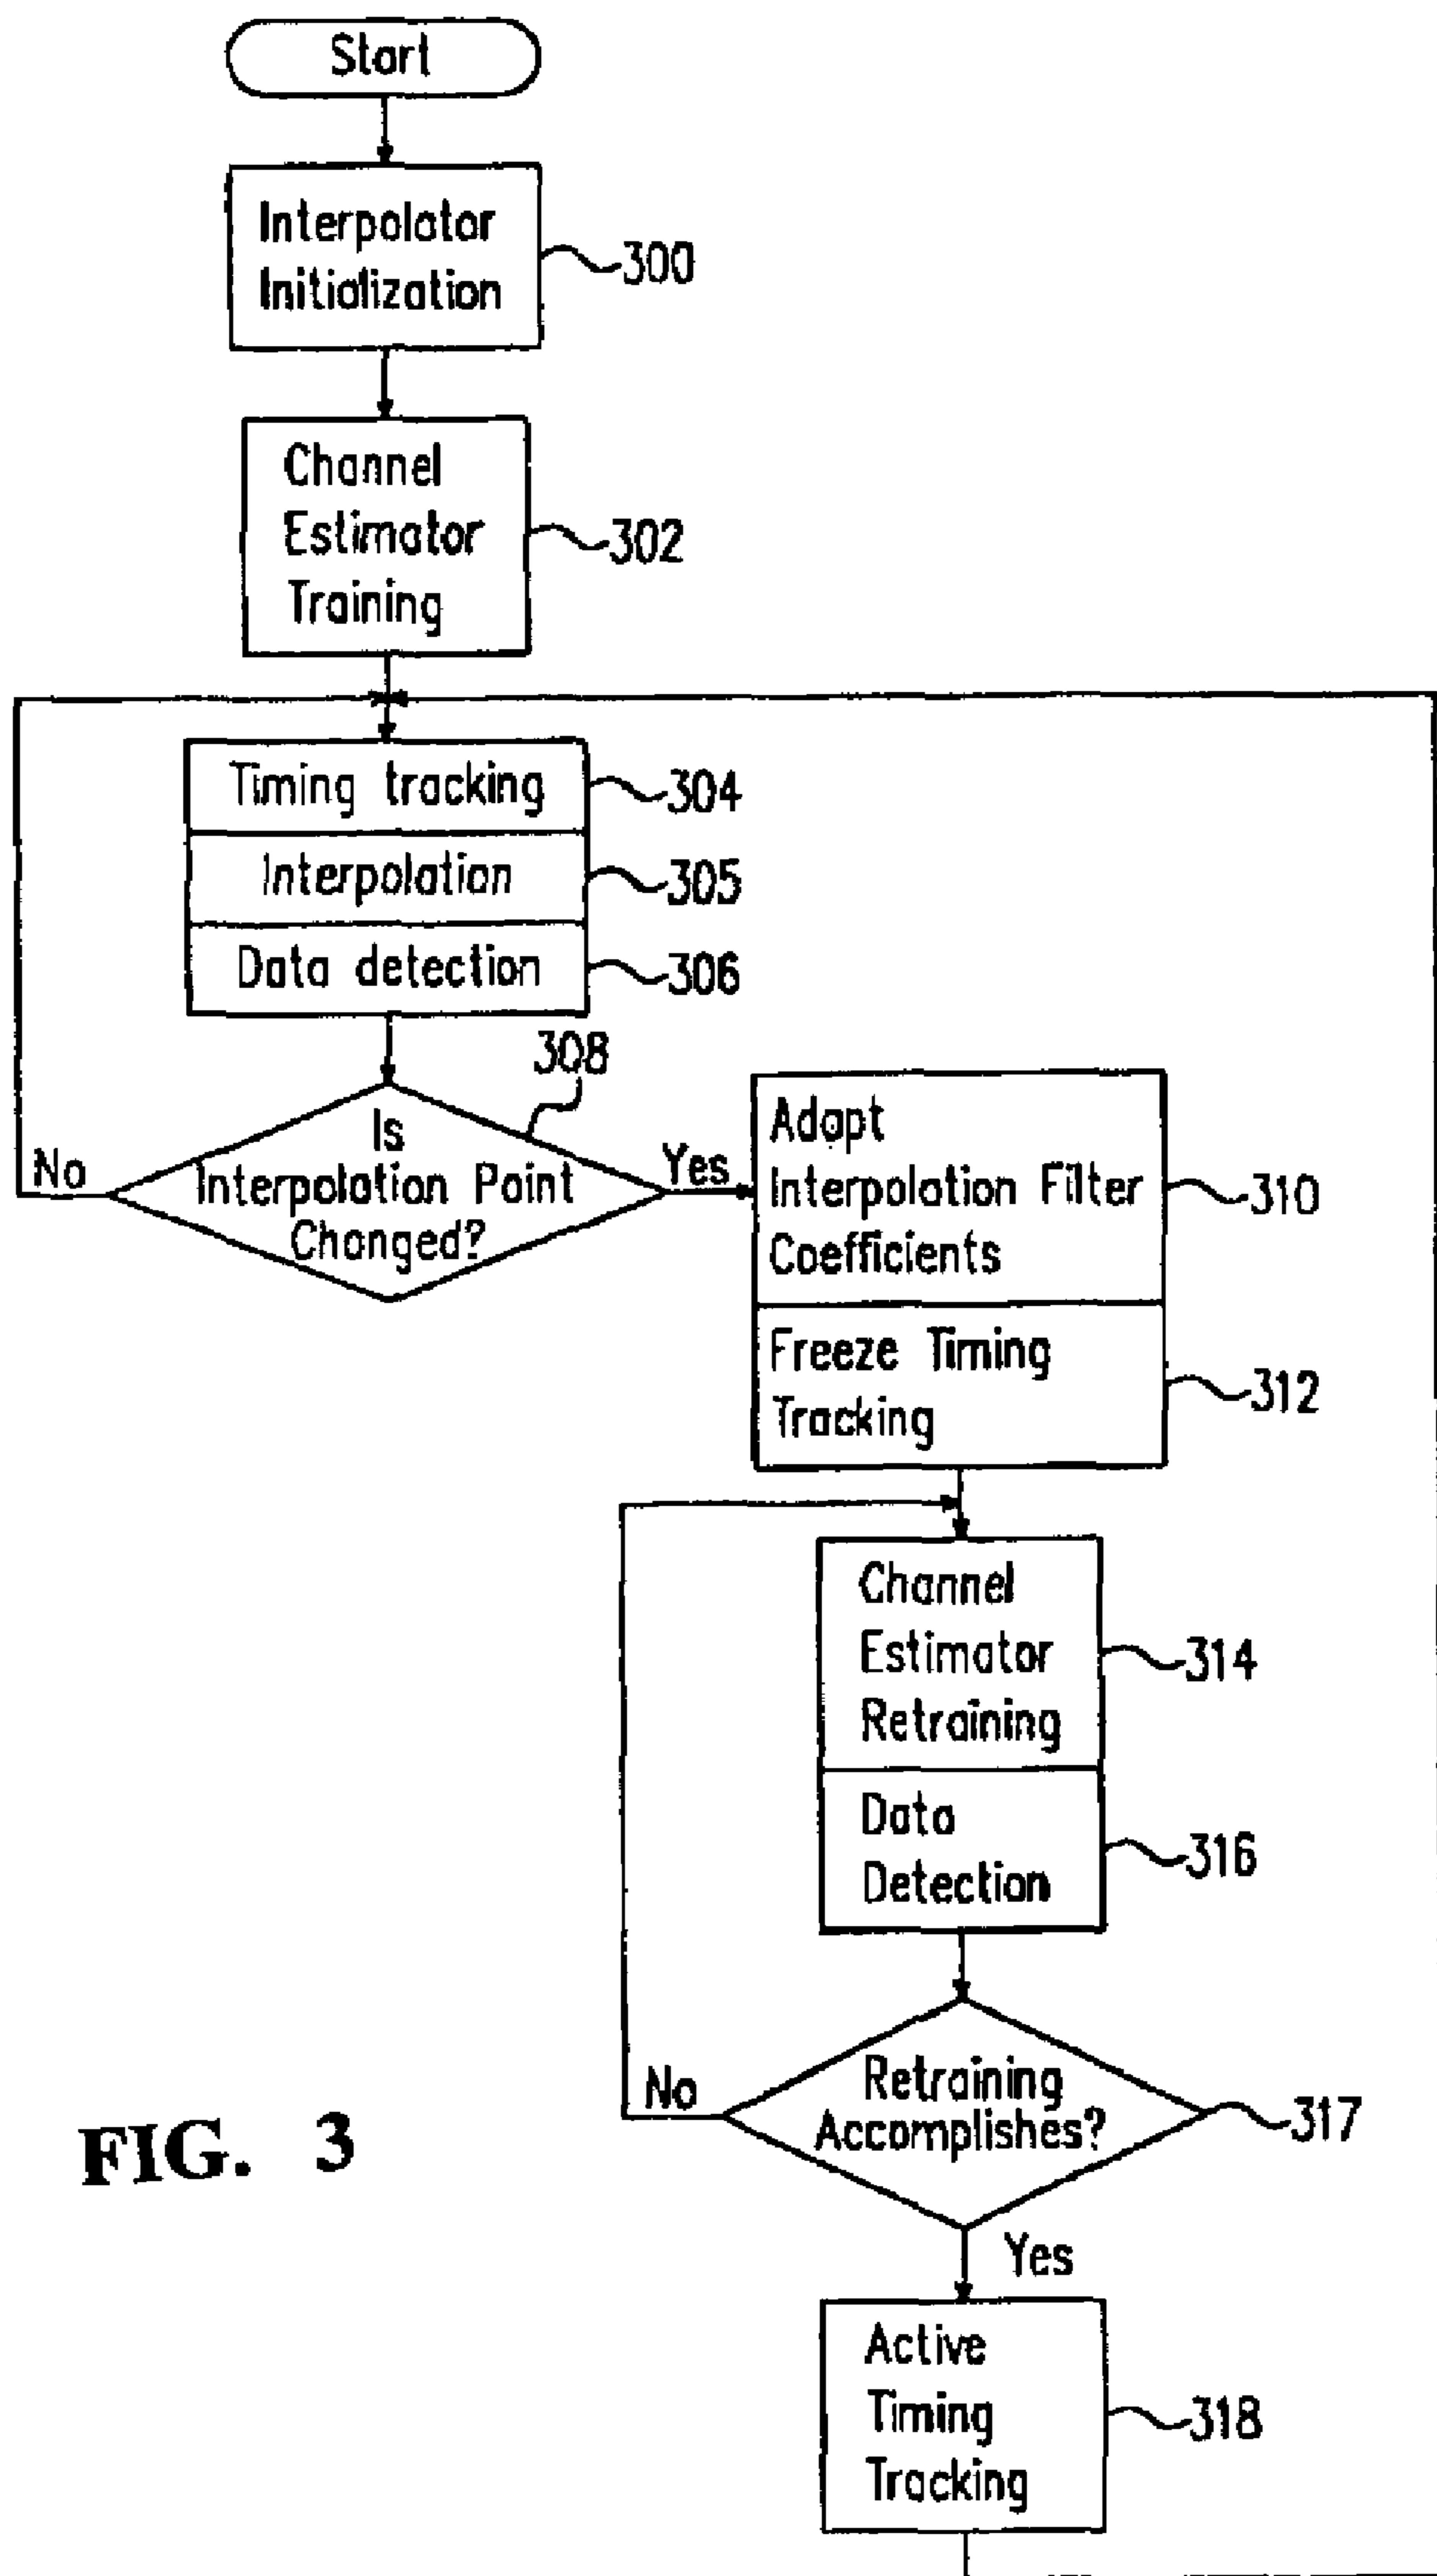 Start
Interpolator
Initialization
300
Channel
Estimator
Training
302
Timing tracking
304
Interpolation
305
Data detection
306
308
Is
Interpolation Point
Changed?
No
Yes
Adapt
Interpolation Filter
Coefficients
310
Freeze Timing
Tracking
312
Channel
Estimator
Retraining
314
Data
Detection
316
Retraining
Accomplishes?
317
No
Yes
Active
Timing
Tracking
318
FIG. 3